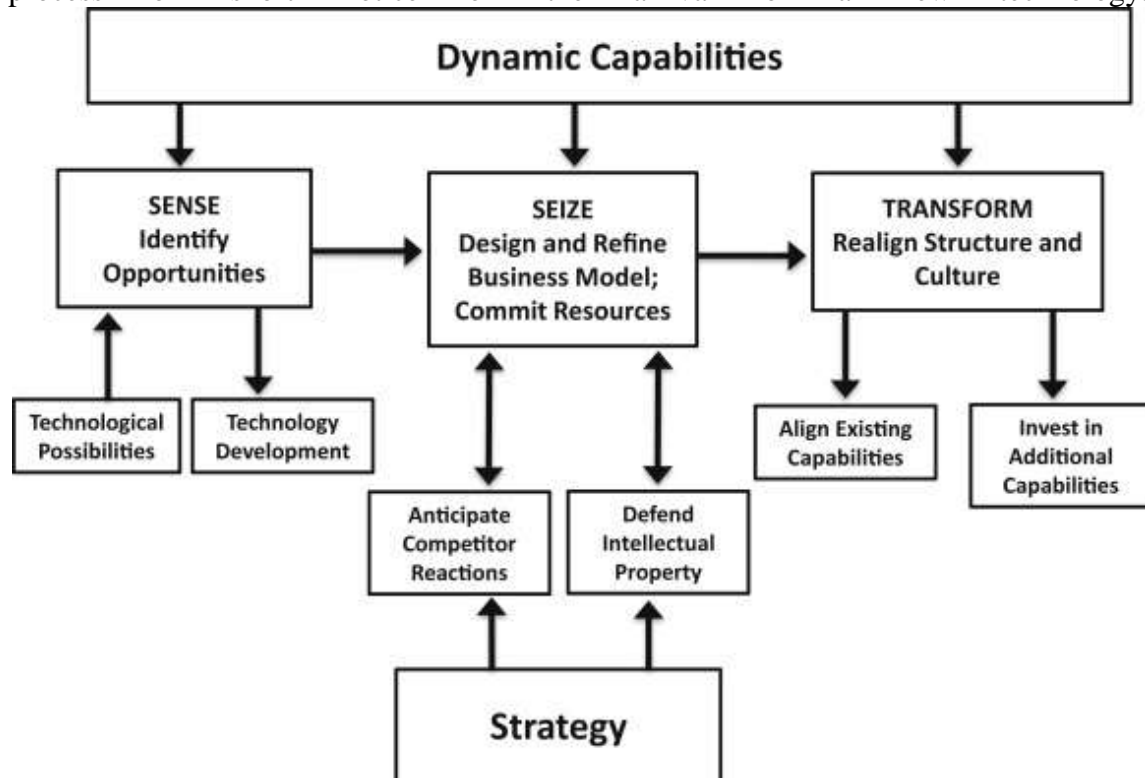 Dynamic Capabilities
SENSE
Identify
Opportunities
SEIZE
Design and Refine
Business Model;
Commit Resources
TRANSFORM
Realign Structure and
Culture
Technological
Possibilities
Technology
Development
Align Existing
Capabilities
Invest in
Additional
Capabilities
Anticipate
Competitor
Reactions
Defend
Intellectual
Property
Strategy